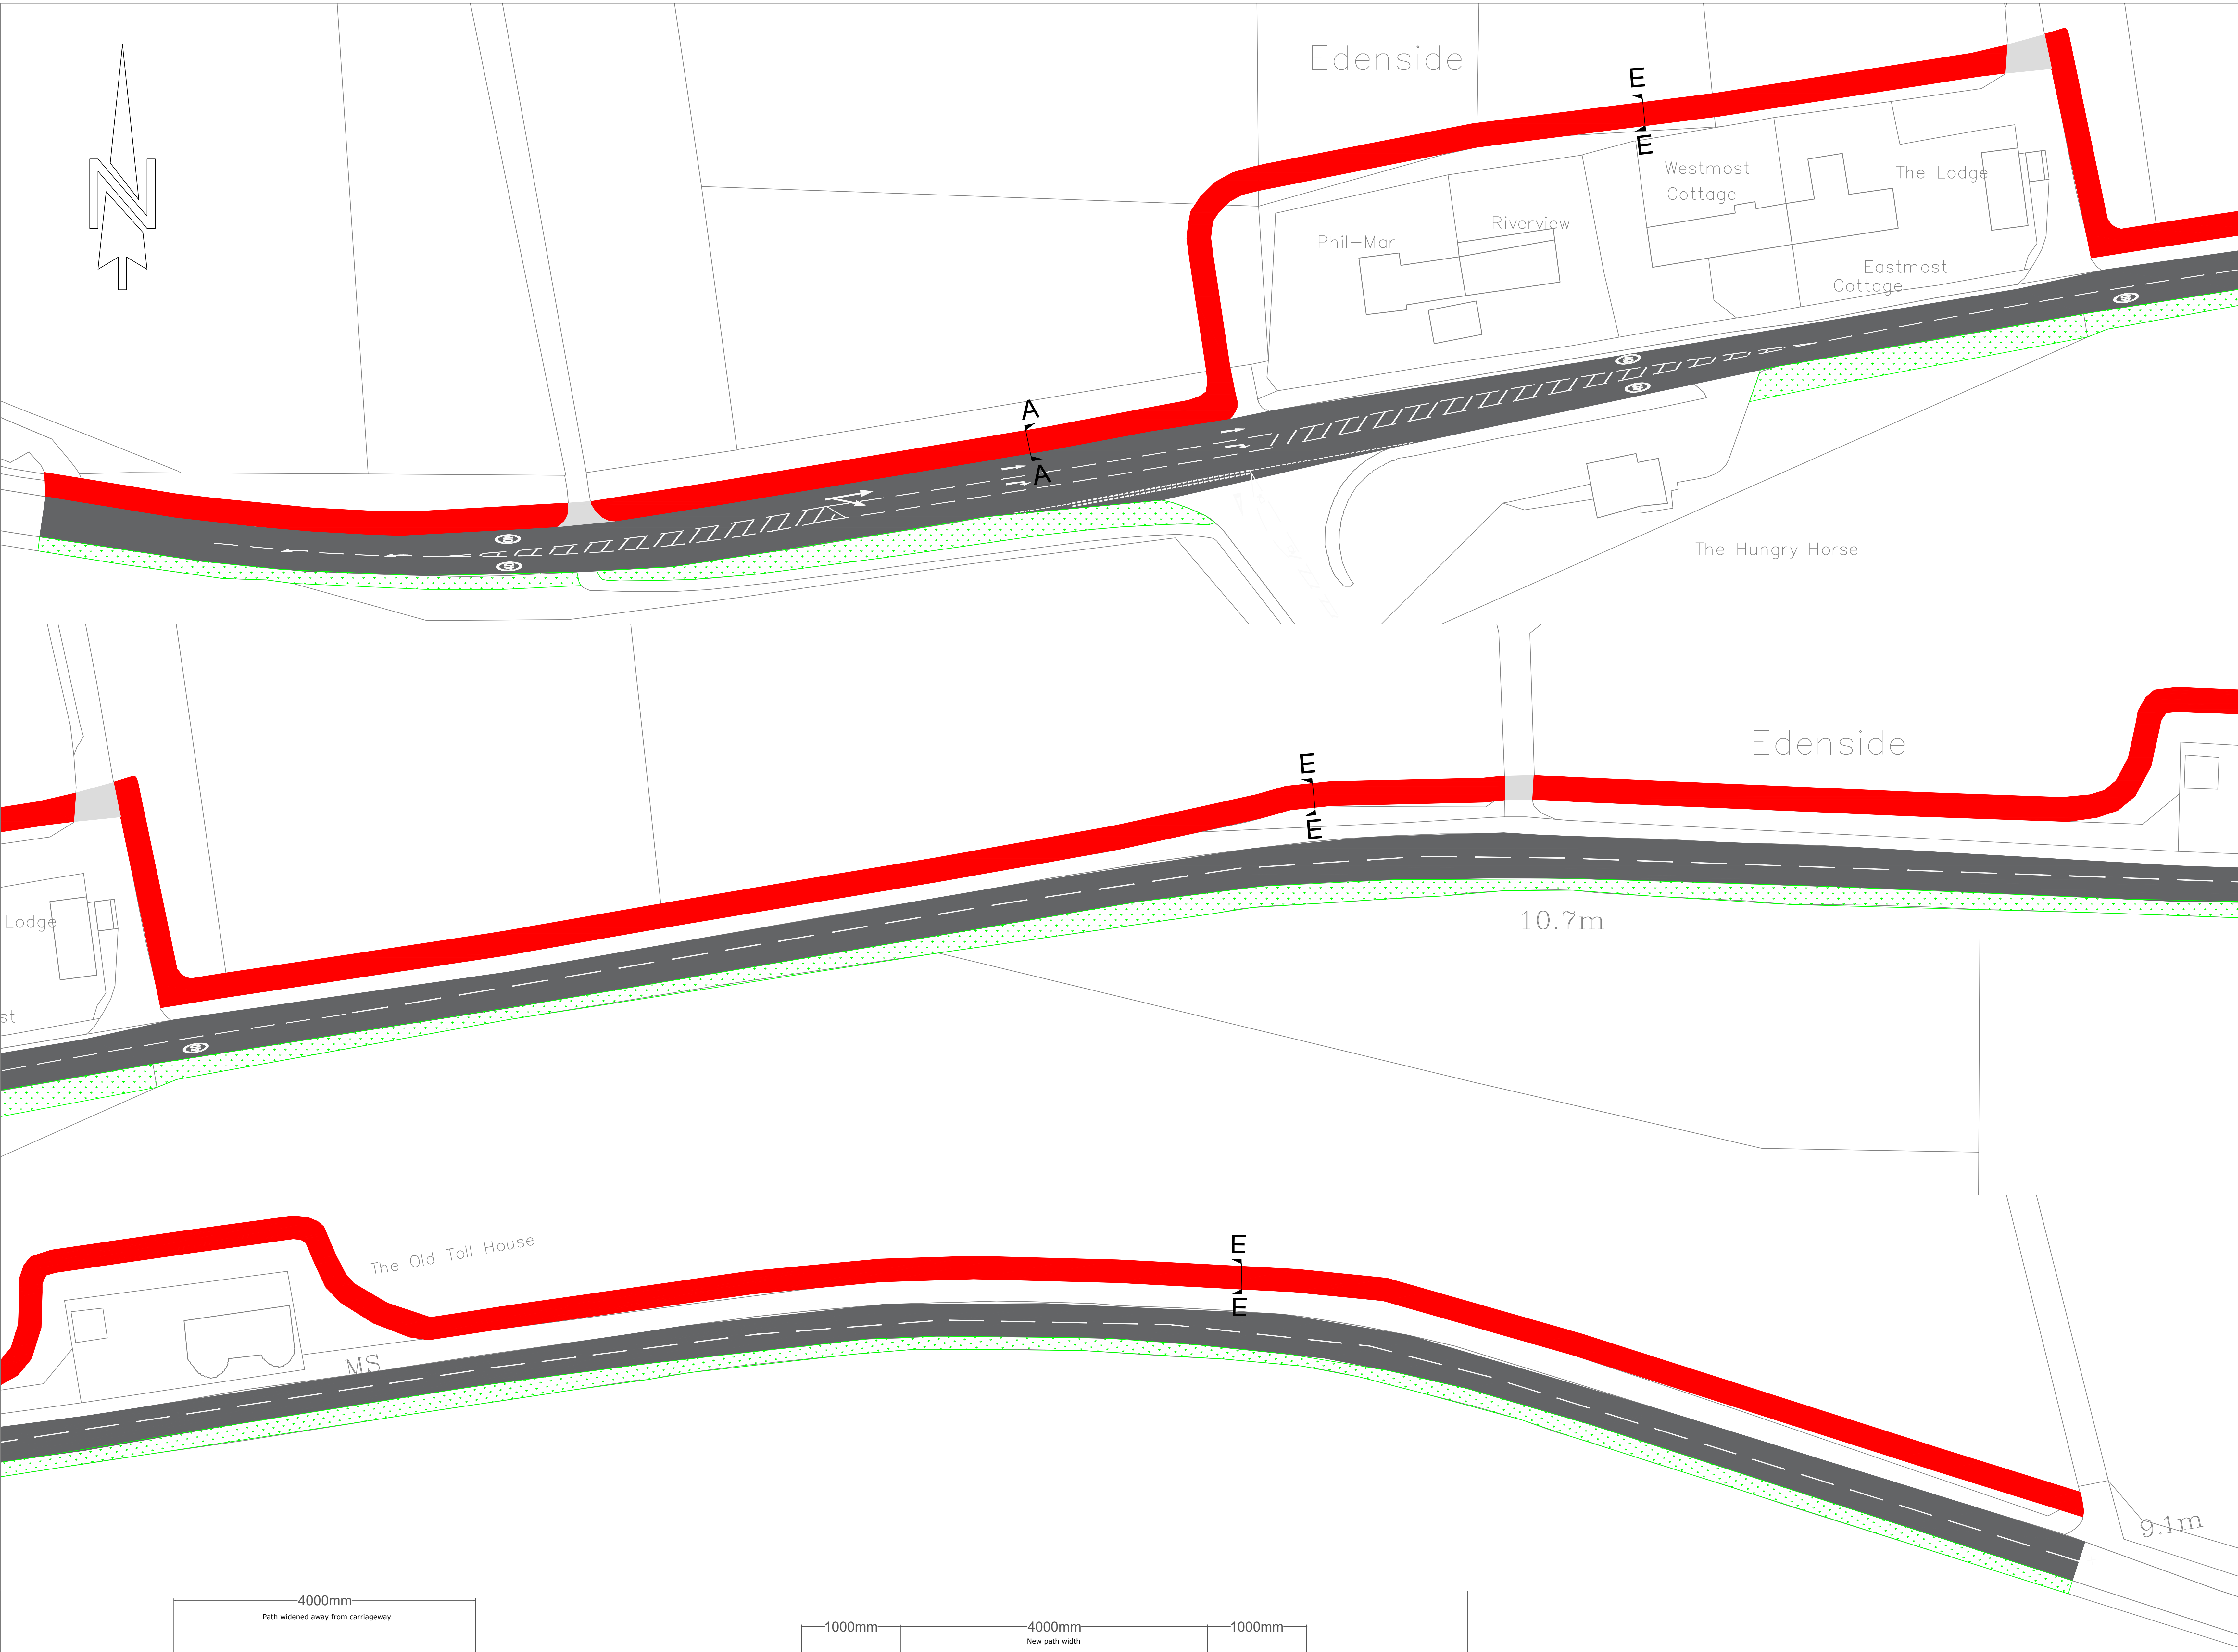 N
Edenside
E
E
Westmost
Cottage
The Lodge
Riverview
Phil-Mar
Eastmost
Cottage
A
A
The Hungry Horse
E
E
Edenside
Lodge
10.7m
st
E
E
The Old Toll House
MS
9.1m
4000mm
Path widened away from carriageway
1000mm
4000mm
1000mm
New path width